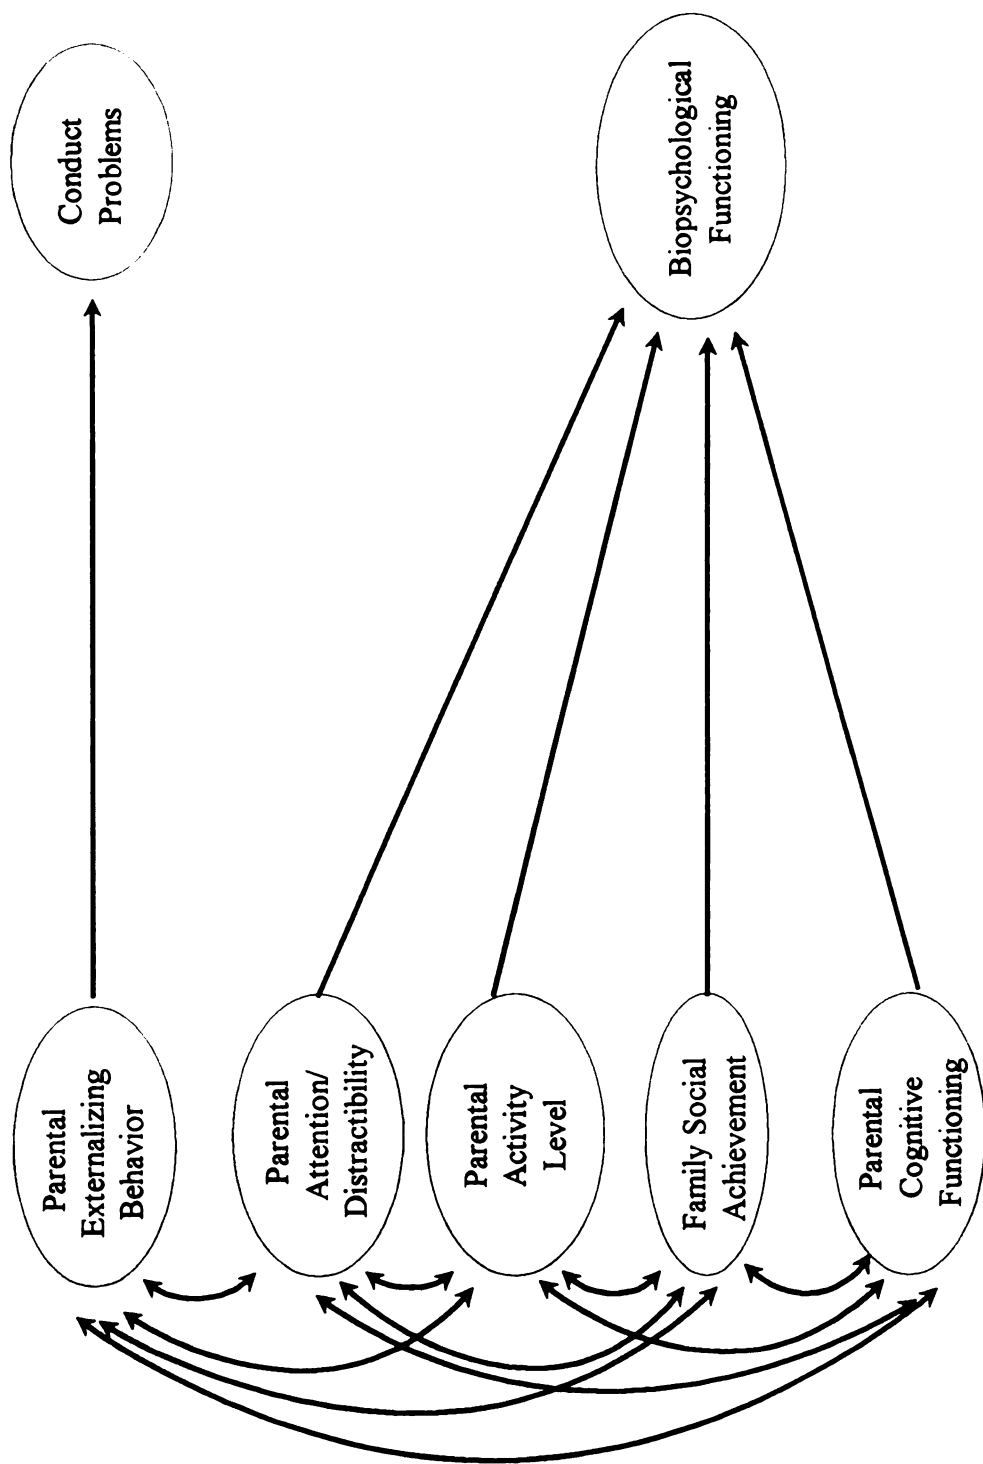 Parental
Externalizing
Behavior
Parental
Attention/
Distractibility
Parental
Activity
Level
Family Social
Achievement
Parental
Cognitive
Functioning
Conduct
Problems
Biopsychological
Functioning